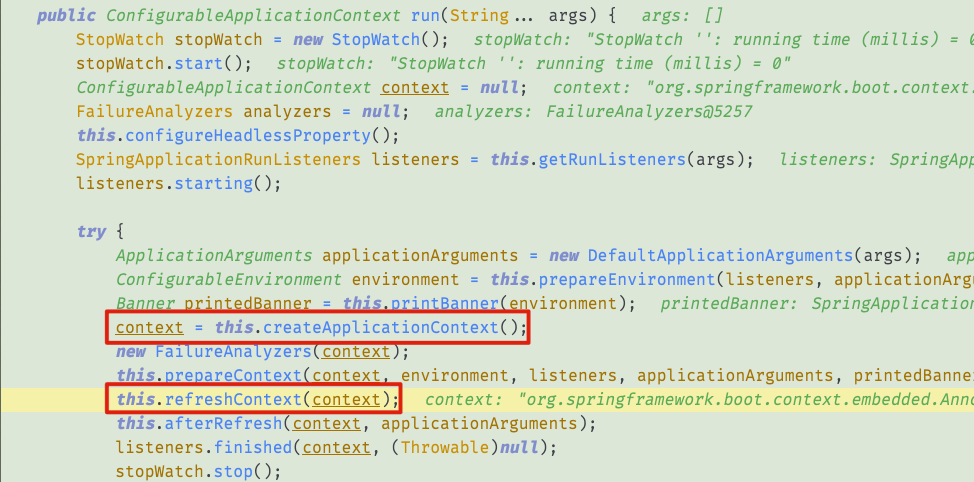 public ConfigurableApplicationContext run(String... args) { args: []
StopWatch stopWatch = new StopWatch(); stopWatch: "StopWatch '': running time (millis) = 0
stopWatch.start(); stopWatch: "StopWatch '': running time (millis) = 0"
ConfigurableApplicationContext context = null; context: "org.springframework.boot.context.
FailureAnalyzers analyzers = null; analyzers: FailureAnalyzers@5257
this.configureHeadlessProperty();
SpringApplicationRunListeners listeners = this.getRunListeners(args); listeners: SpringApp
listeners.starting();
try {
ApplicationArguments applicationArguments = new DefaultApplicationArguments(args); app
ConfigurableEnvironment environment = this.prepareEnvironment(listeners, applicationArgu
Banner printedBanner = this.printBanner(environment); printedBanner: SpringApplication
context = this.createApplicationContext();
new FailureAnalyzers(context);
this.prepareContext(context, environment, listeners, applicationArguments, printedBanne
this.refreshContext(context); context: "org.springframework.boot.context.embedded.Anno
this.afterRefresh(context, applicationArguments);
listeners.finished(context, (Throwable)null);
stopWatch.stop();